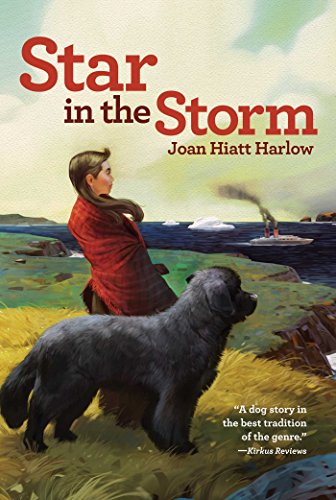 Star
in the Storm
Joan Hiatt Harlow
“A dog story in
the best tradition
of the genre.”
—Kirkus Reviews